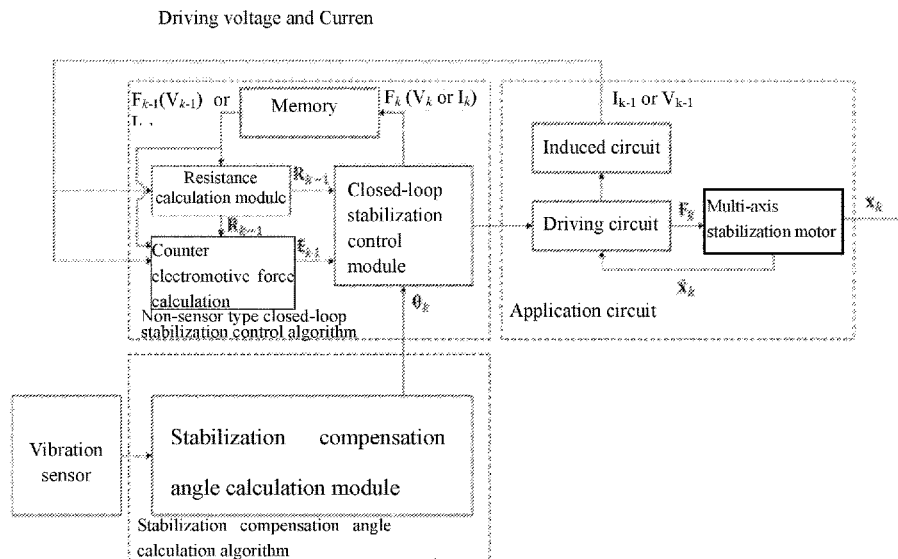 Driving voltage and Curren
F_{k-1}(V_{k-1}) or
F_k (V_k or I_k)
I_{k-1} or V_{k-1}
Memory
Induced circuit
Resistance
calculation module
R_{k-1}
Closed-loop
stabilization
control
module
Driving circuit
F_k
Multi-axis
stabilization motor
x_k
R_{k-1}
Counter
electromotive force
calculation
E_{k-1}
θ_k
Non-sensor type closed-loop
stabilization control algorithm
Application circuit
Vibration
sensor
Stabilization compensation
angle calculation module
Stabilization compensation angle
calculation algorithm